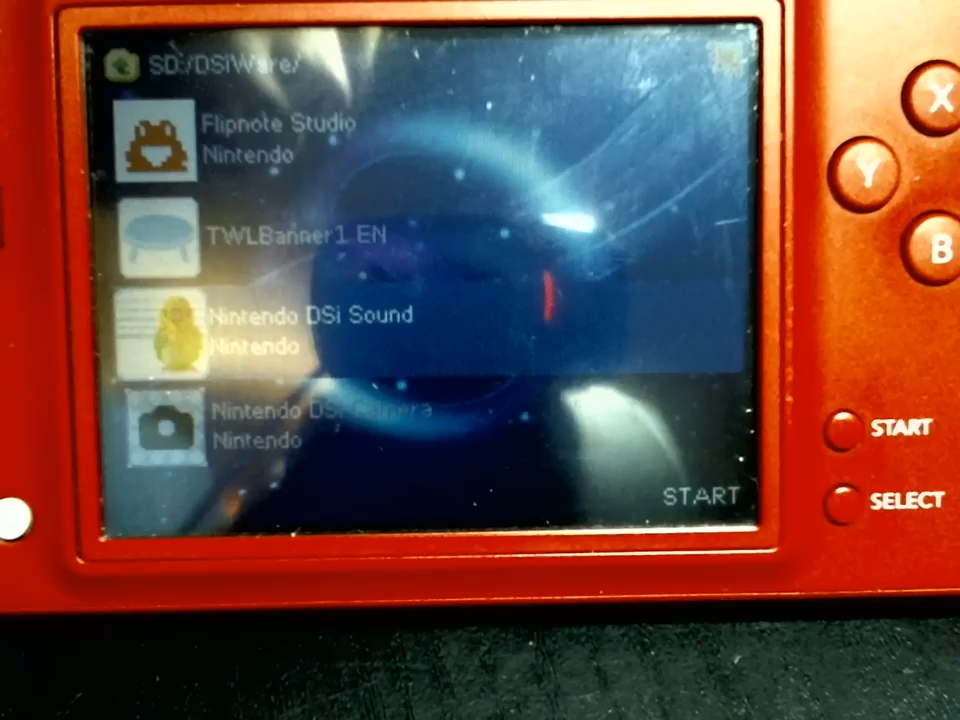 SD:/DSiWare/
Flipnote Studio
Nintendo
TWLBanner1 EN
Nintendo DSi Sound
Nintendo
Nintendo DSi Camera
Nintendo
START
X
Y
B
START
SELECT